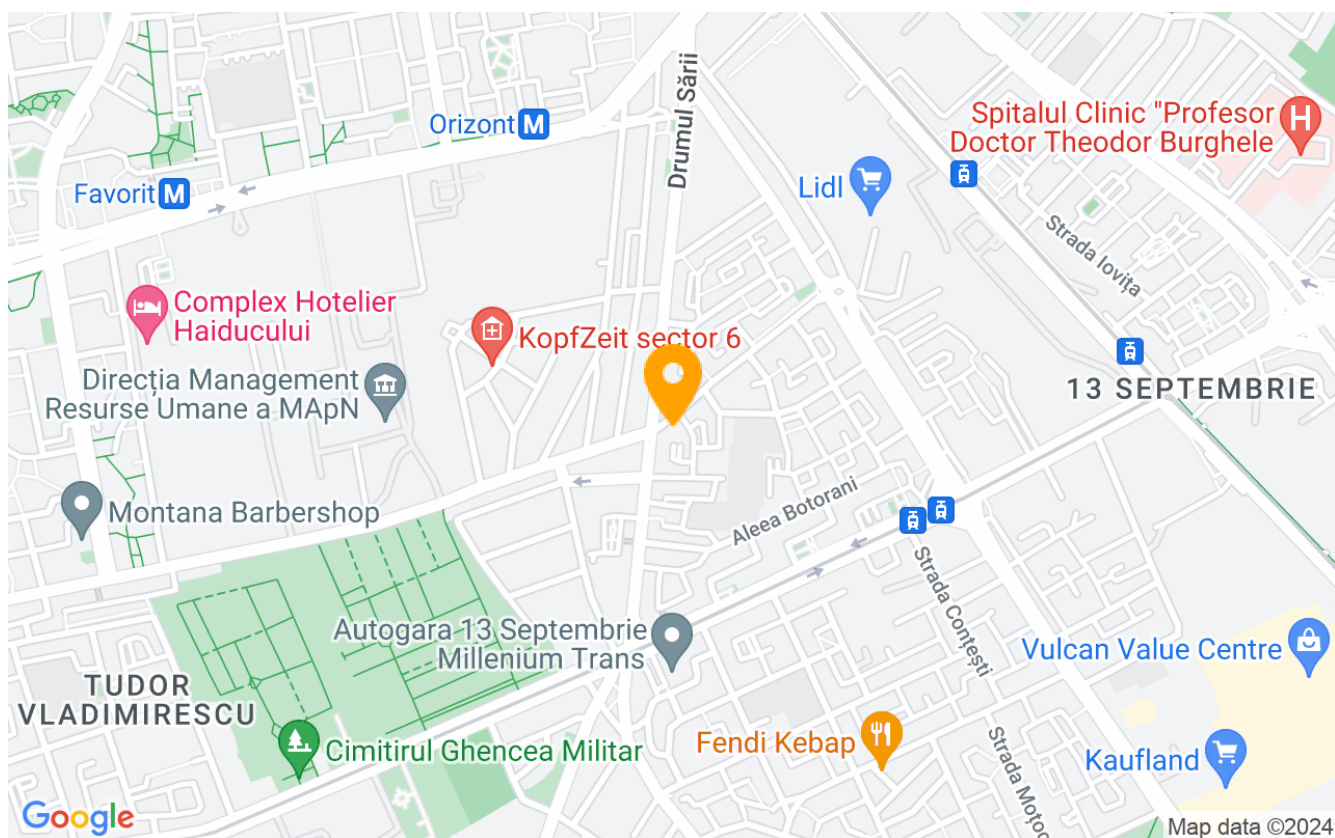 Drumul Sării
Spitalul Clinic "Profesor
Doctor Theodor Burghele
H
Orizont M
Favorit M
Lidl
Strada Iovița
Complex Hotelier
Haiducului
KopfZeit sector 6
Direcția Management
Resurse Umane a MApN
13 SEPTEMBRIE
Montana Barbershop
Aleea Botorani
Strada Conțești
Autogara 13 Septembrie
Millenium Trans
Vulcan Value Centre
TUDOR
VLADIMIRESCU
Cimitirul Ghencea Militar
Fendi Kebap
Strada Motoc
Kaufland
Google
Map data ©2024